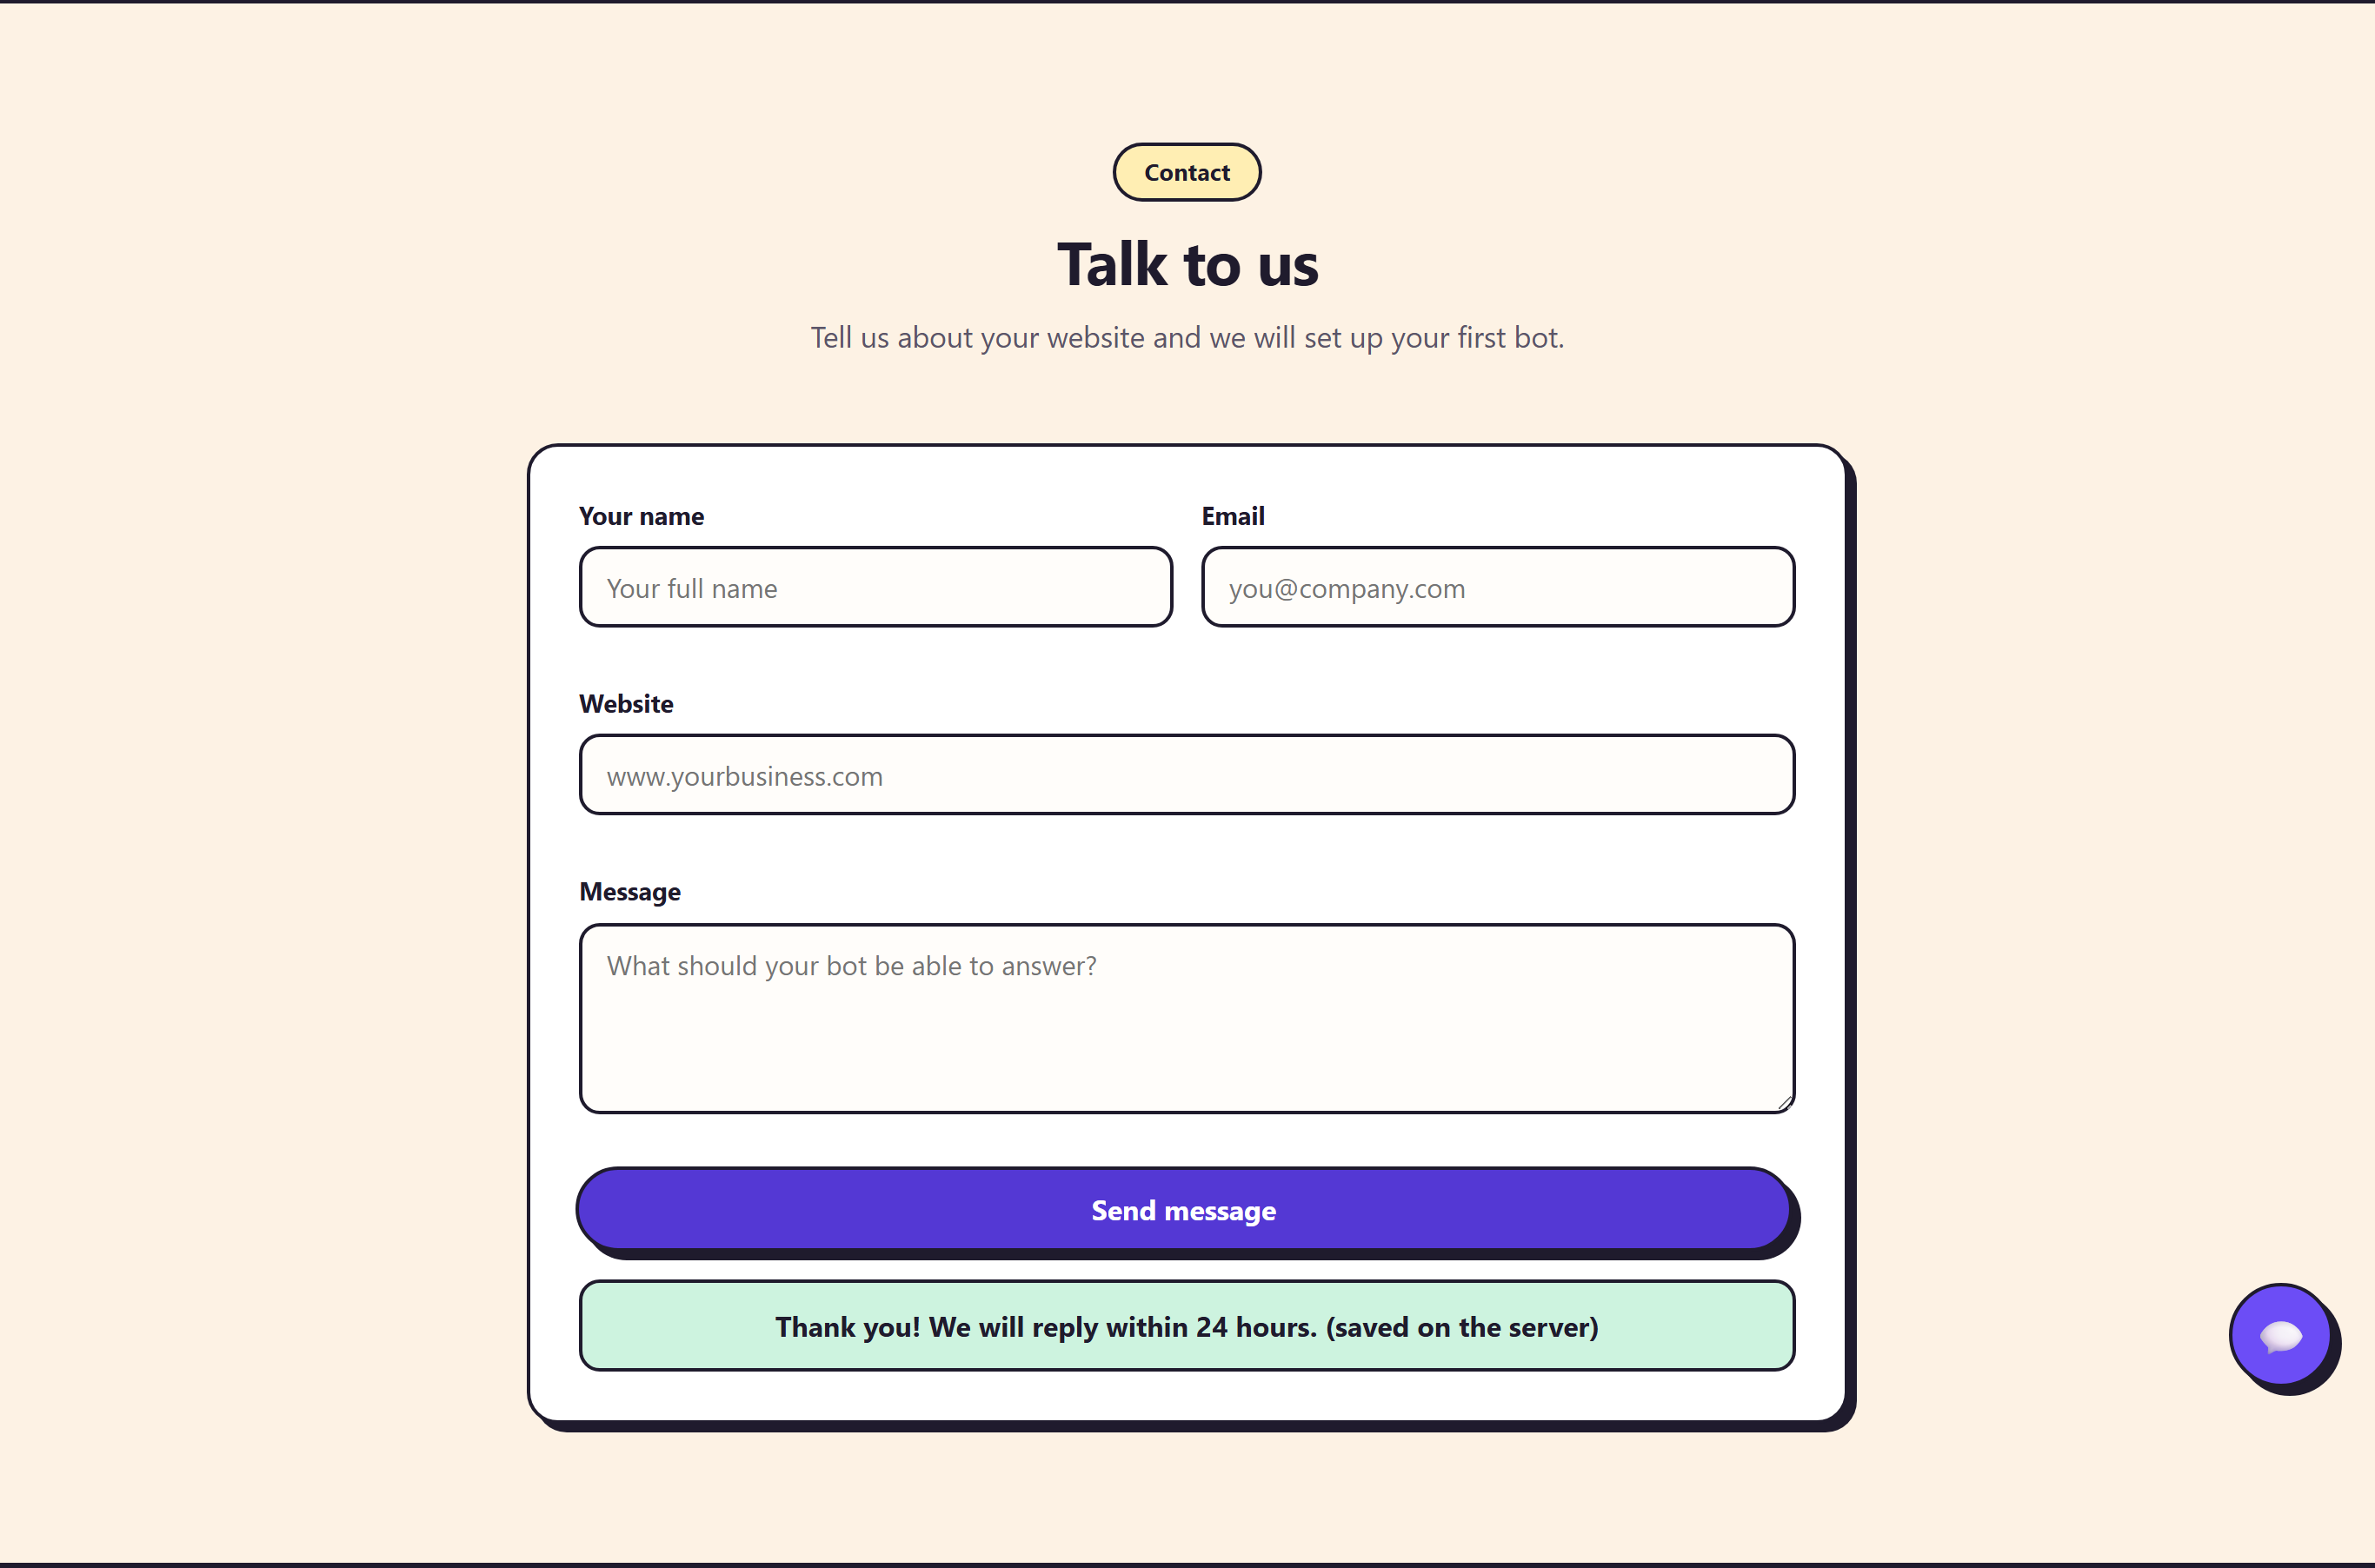 Contact
Talk to us
Tell us about your website and we will set up your first bot.
Your name
Email
Your full name
you@company.com
Website
www.yourbusiness.com
Message
What should your bot be able to answer?
Send message
Thank you! We will reply within 24 hours. (saved on the server)